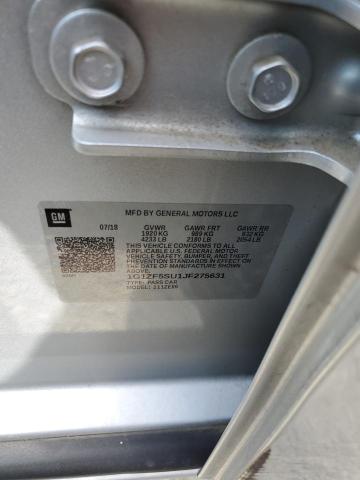 GM
MFD BY GENERAL MOTORS LLC
07/18 GVWR GAWR FRT GAWR RR
1920 KG 989 KG 932 KG
4233 LB 2180 LB 2054 LB
THIS VEHICLE CONFORMS TO ALL
APPLICABLE U.S. FEDERAL MOTOR
VEHICLE SAFETY, BUMPER, AND THEFT
PREVENTION STANDARDS IN EFFECT ON THE
DATE OF MANUFACTURE SHOWN ABOVE.
1G1ZF5SU1JF275631
TYPE: PASS CAR
MODEL: